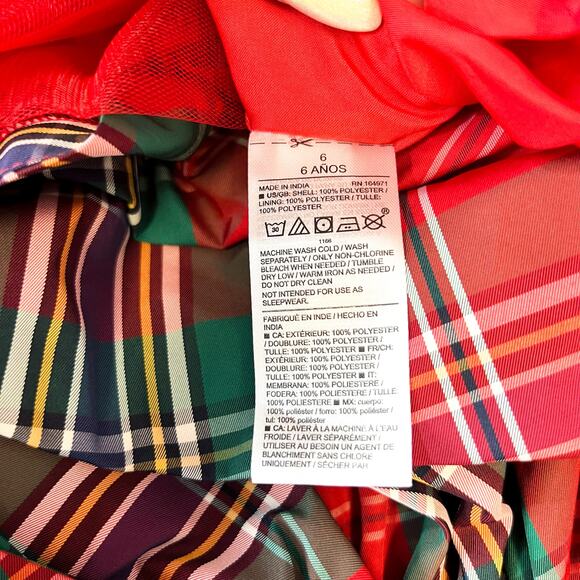 6
6 AÑOS
MADE IN INDIA RN 164971
■ US/GB: SHELL: 100% POLYESTER /
LINING: 100% POLYESTER / TULLE:
100% POLYESTER
30
1166
MACHINE WASH COLD / WASH
SEPARATELY / ONLY NON-CHLORINE
BLEACH WHEN NEEDED / TUMBLE
DRY LOW / WARM IRON AS NEEDED /
DO NOT DRY CLEAN
NOT INTENDED FOR USE AS
SLEEPWEAR.
FABRIQUÉ EN INDE / HECHO EN
INDIA
■ CA: EXTÉRIEUR: 100% POLYESTER
/ DOUBLURE: 100% POLYESTER /
TULLE: 100% POLYESTER ■ FR/CH:
EXTÉRIEUR: 100% POLYESTER /
DOUBLURE: 100% POLYESTER /
TULLE: 100% POLYESTER ■ IT:
MEMBRANA: 100% POLIESTERE /
FODERA: 100% POLIESTERE / TULLE
100% POLIESTERE ■ MX: cuerpo:
100% poliéster / forro: 100% poliéster /
tul: 100% poliéster
■ CA: LAVER À LA MACHINE À L'EAU
FROIDE / LAVER SÉPARÉMENT /
UTILISER AU BESOIN UN AGENT DE
BLANCHIMENT SANS CHLORE
UNIQUEMENT / SÉCHER PAR